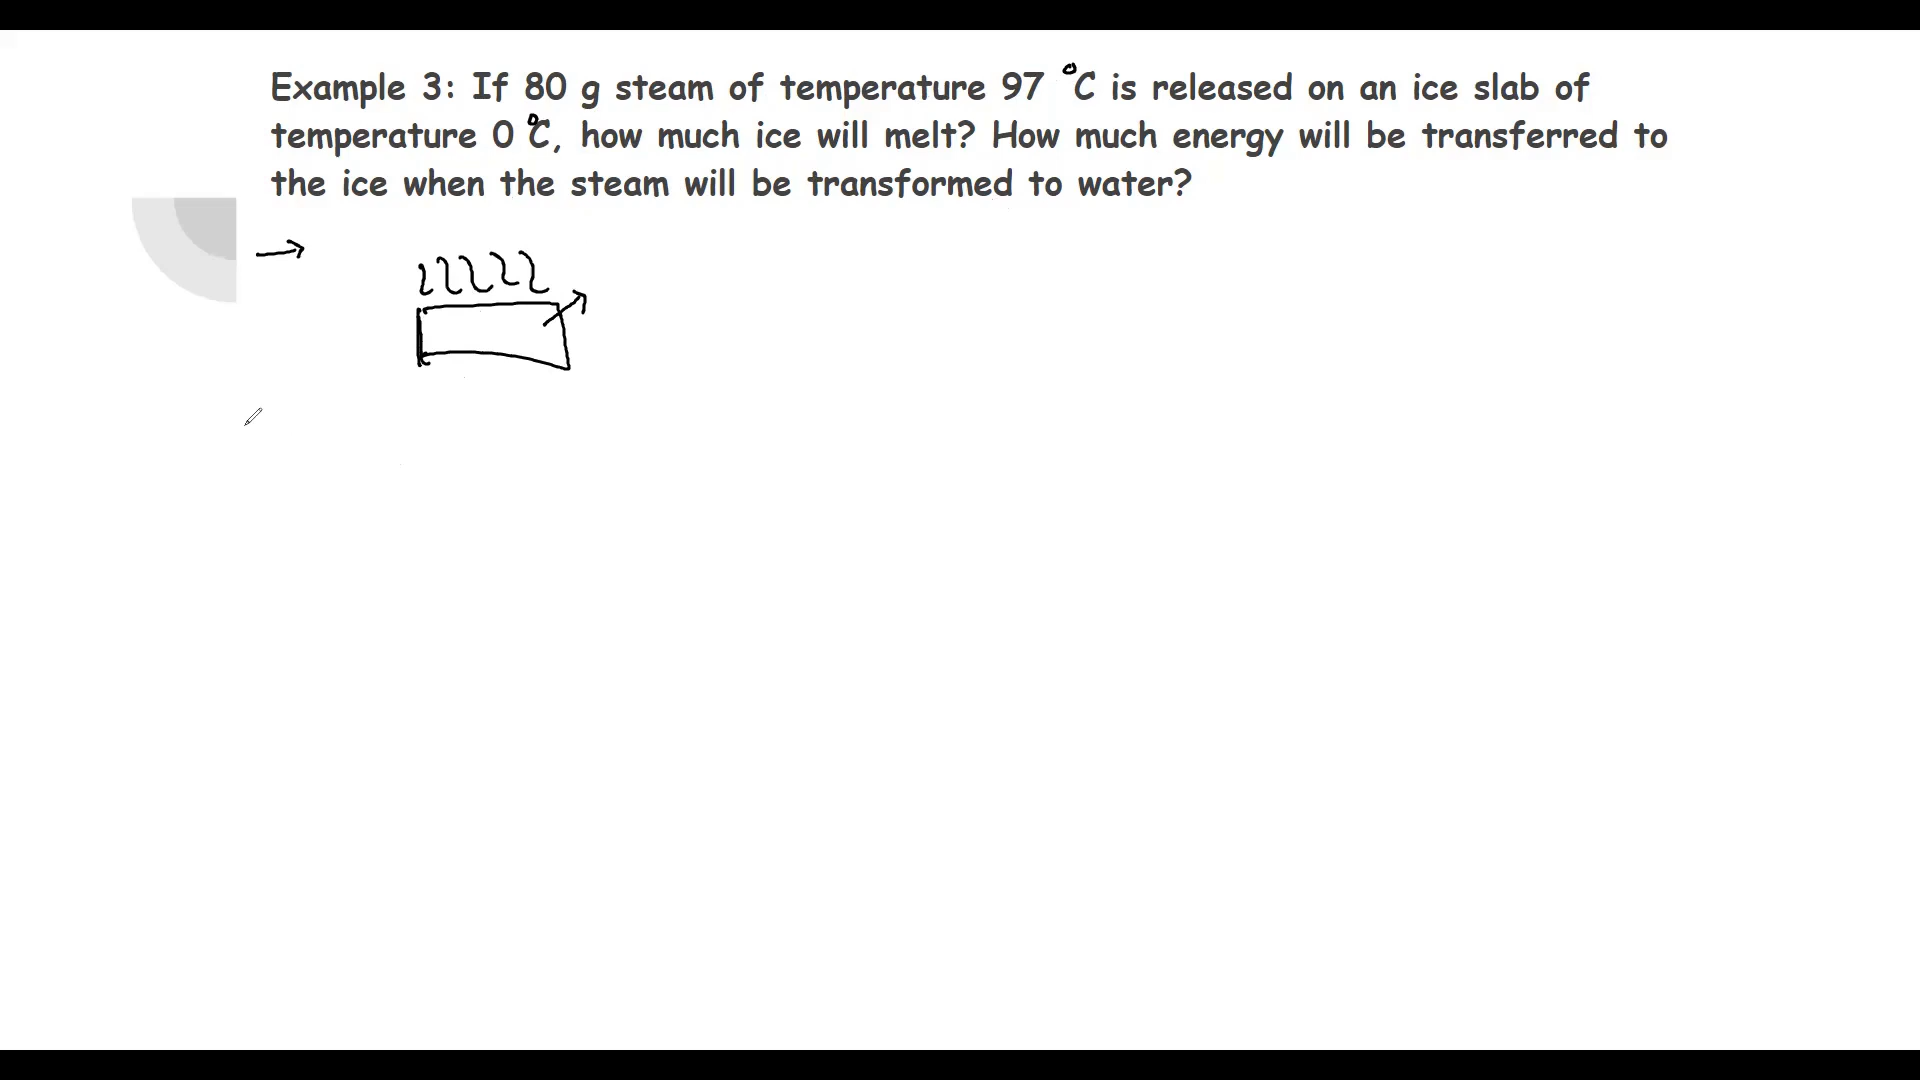 Example 3: If 80 g steam of temperature 97 °C is released on an ice slab of
temperature 0 °C, how much ice will melt? How much energy will be transferred to
the ice when the steam will be transformed to water?